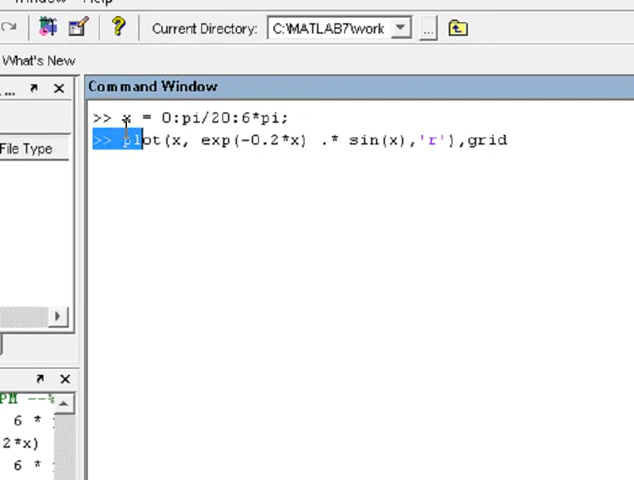 Window Help
Current Directory: C:\MATLAB7\work
...
What's New
...
Command Window
>> x = 0:pi/20:6*pi;
>> plot(x, exp(-0.2*x) .* sin(x),'r'),grid
File Type
PM --%
6 *
2*x)
6 *